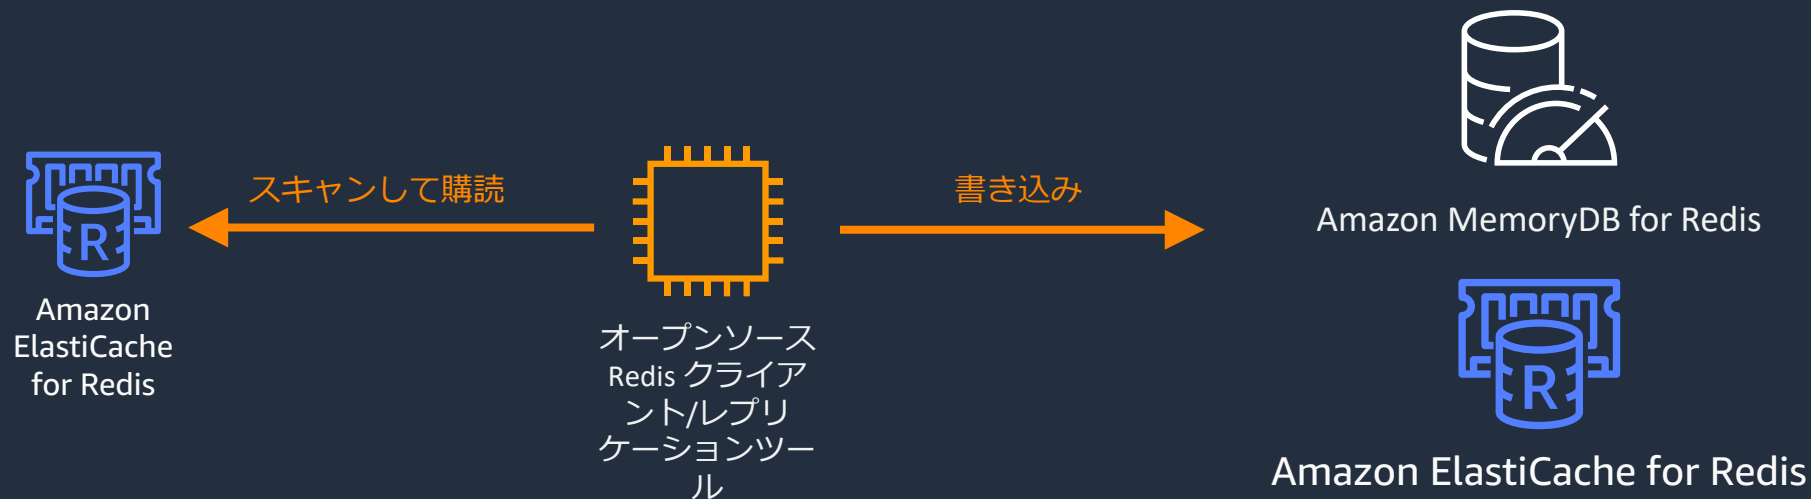 スキャンして購読
書き込み
Amazon MemoryDB for Redis
R
Amazon
ElastiCache
for Redis
オープンソース
Redis クライア
ント/レプリ
ケーションツー
ル
R
Amazon ElastiCache for Redis